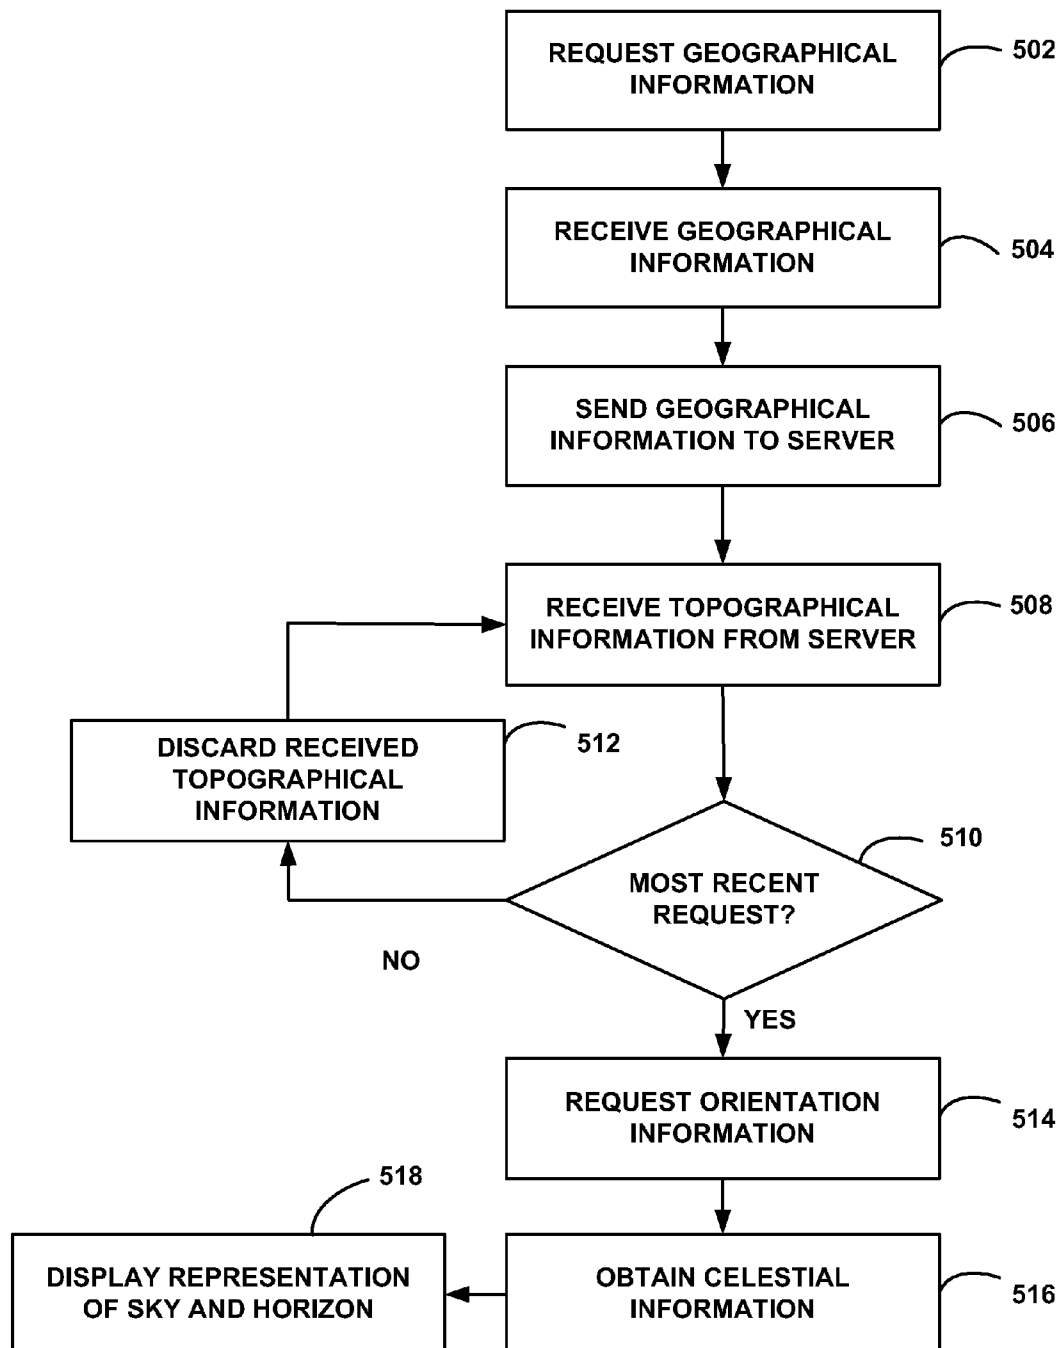 REQUEST GEOGRAPHICAL
INFORMATION
502
RECEIVE GEOGRAPHICAL
INFORMATION
504
SEND GEOGRAPHICAL
INFORMATION TO SERVER
506
RECEIVE TOPOGRAPHICAL
INFORMATION FROM SERVER
508
DISCARD RECEIVED
TOPOGRAPHICAL
INFORMATION
512
MOST RECENT
REQUEST?
510
NO
YES
REQUEST ORIENTATION
INFORMATION
514
OBTAIN CELESTIAL
INFORMATION
516
DISPLAY REPRESENTATION
OF SKY AND HORIZON
518